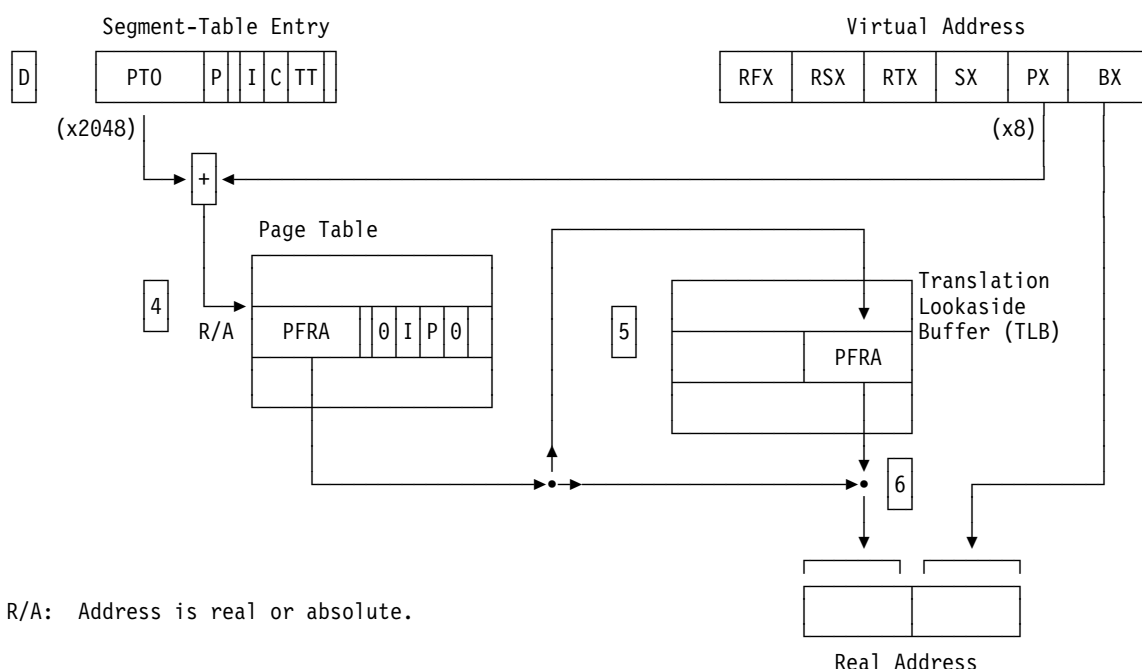 Segment-Table Entry
Virtual Address
D
PTO P I C TT
RFX RSX RTX SX PX BX
(x2048)
(x8)
+
Page Table
Translation
Lookaside
Buffer (TLB)
4
R/A
PFRA 0 I P 0
5
PFRA
6
R/A: Address is real or absolute.
Real Address